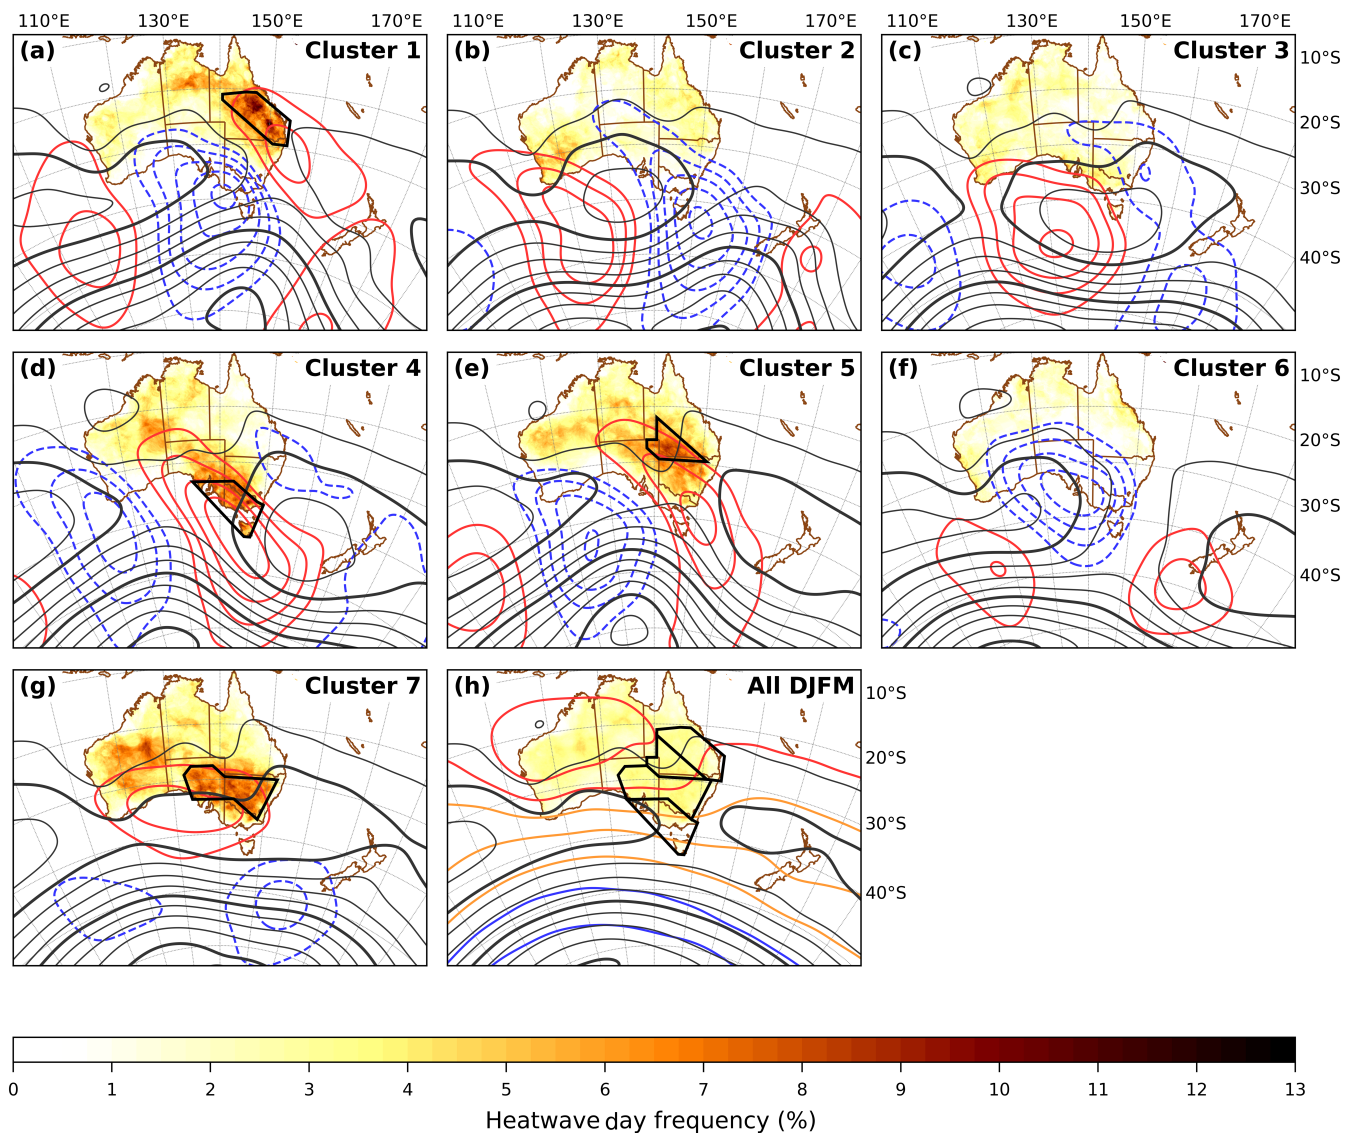 110°E 130°E 150°E 170°E 110°E 130°E 150°E 170°E 110°E 130°E 150°E 170°E
(a) Cluster 1 (b) Cluster 2 (c) Cluster 3
10°S
20°S
30°S
40°S
(d) Cluster 4 (e) Cluster 5 (f) Cluster 6
10°S
20°S
30°S
40°S
(g) Cluster 7 (h) All DJFM
10°S
20°S
30°S
40°S
0 1 2 3 4 5 6 7 8 9 10 11 12 13
Heatwave day frequency (%)